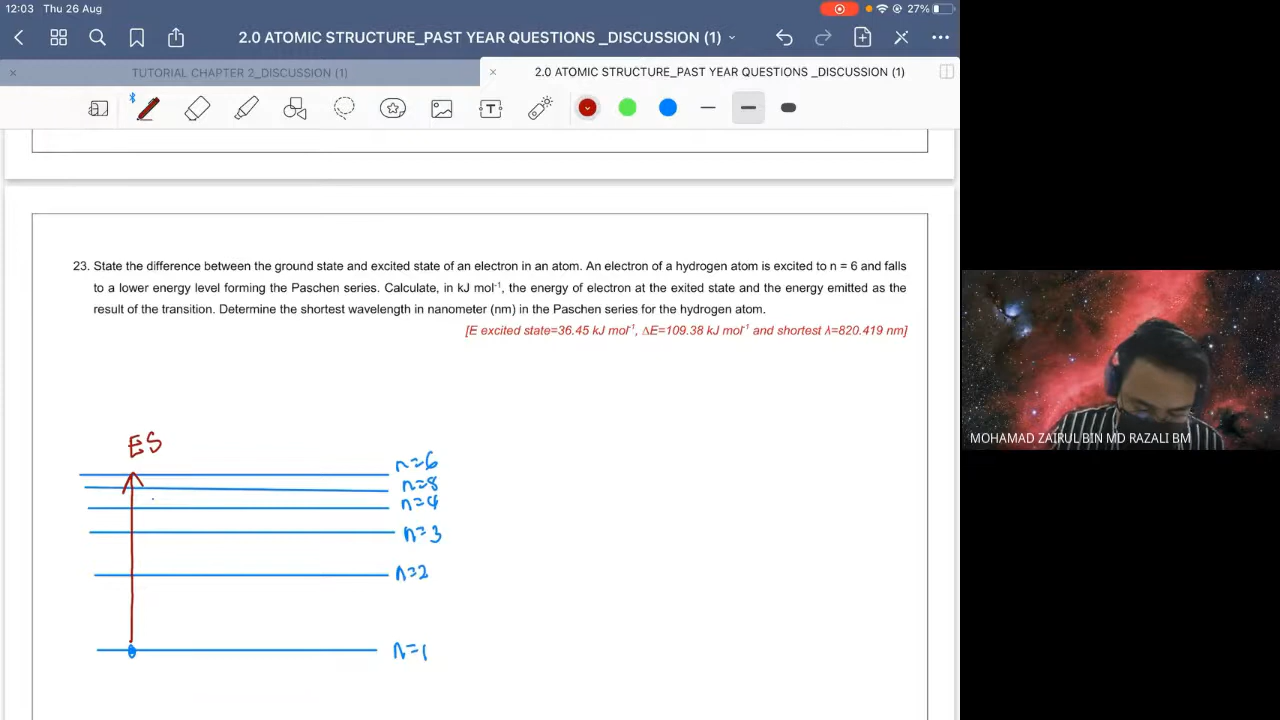 12:03 Thu 26 Aug
27%
2.0 ATOMIC STRUCTURE_PAST YEAR QUESTIONS _DISCUSSION (1)
TUTORIAL CHAPTER 2_DISCUSSION (1)
2.0 ATOMIC STRUCTURE_PAST YEAR QUESTIONS _DISCUSSION (1)
T
23. State the difference between the ground state and excited state of an electron in an atom. An electron of a hydrogen atom is excited to n = 6 and falls
to a lower energy level forming the Paschen series. Calculate, in kJ mol⁻¹, the energy of electron at the exited state and the energy emitted as the
result of the transition. Determine the shortest wavelength in nanometer (nm) in the Paschen series for the hydrogen atom.
[E excited state=36.45 kJ mol⁻¹, ΔE=109.38 kJ mol⁻¹ and shortest λ=820.419 nm]
ES
n=6
n=8
n=4
n=3
n=2
n=1
MOHAMAD ZAIRUL BIN MD RAZALI BM